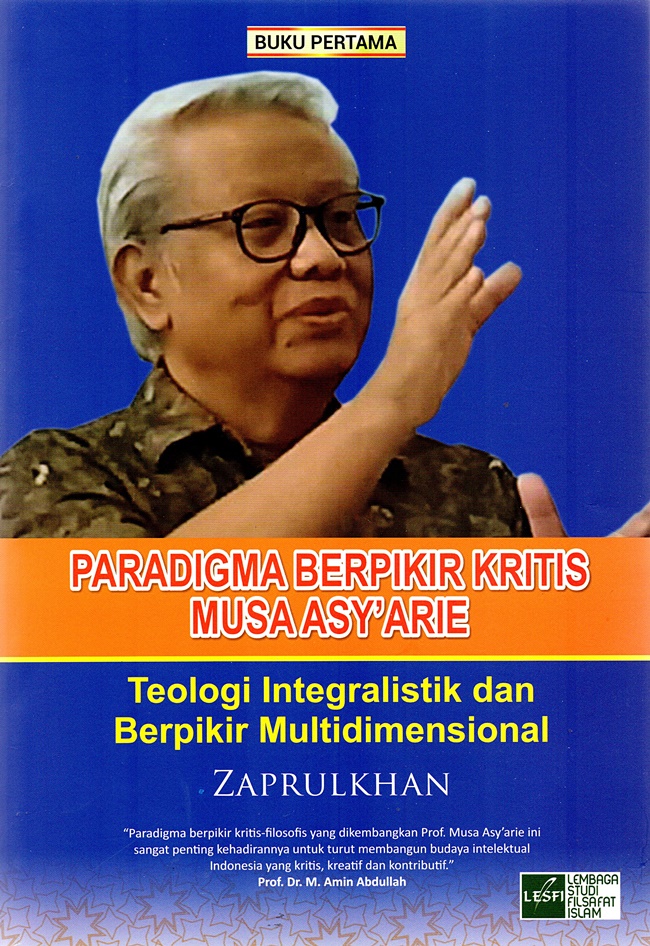 BUKU PERTAMA
PARADIGMA BERPIKIR KRITIS
MUSA ASY'ARIE
Teologi Integralistik dan
Berpikir Multidimensional
ZAPRULKHAN
“Paradigma berpikir kritis-filosofis yang dikembangkan Prof. Musa Asy'arie ini
sangat penting kehadirannya untuk turut membangun budaya intelektual
Indonesia yang kritis, kreatif dan kontributif.”
Prof. Dr. M. Amin Abdullah
LESFI
LEMBAGA
STUDI
FILSAFAT
ISLAM